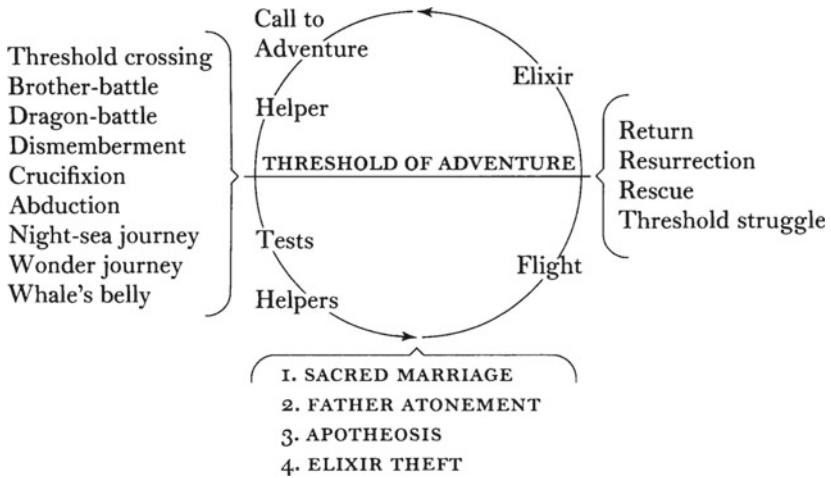 Call to
Adventure
Helper
Threshold crossing
Brother-battle
Dragon-battle
Dismemberment
Crucifixion
Abduction
Night-sea journey
Wonder journey
Whale's belly
THRESHOLD OF ADVENTURE
Tests
Helpers
1. SACRED MARRIAGE
2. FATHER ATONEMENT
3. APOTHEOSIS
4. ELIXIR THEFT
Flight
Return
Resurrection
Rescue
Threshold struggle
Elixir